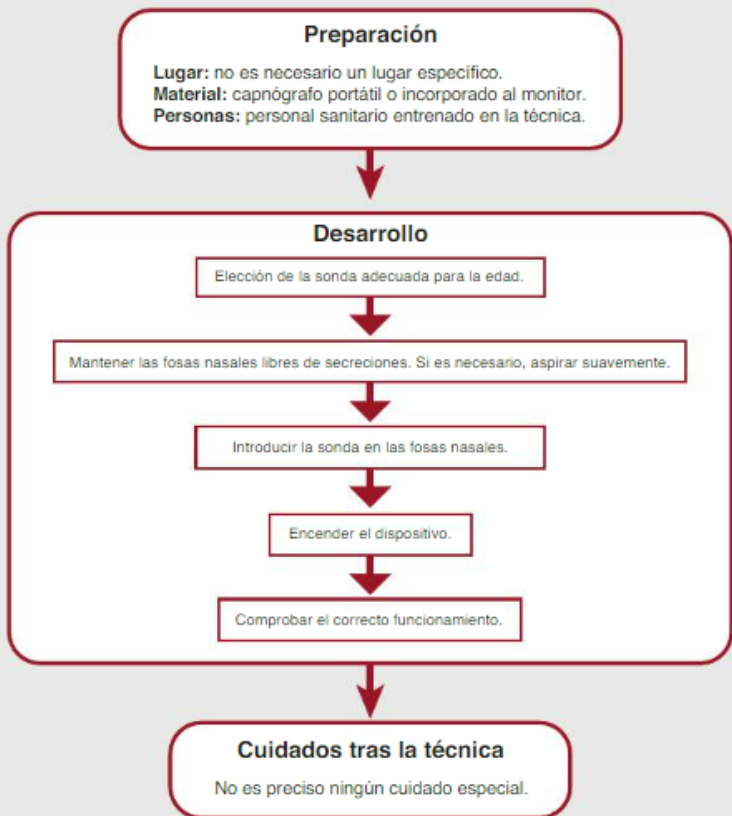 Preparación
Lugar: no es necesario un lugar específico.
Material: capnógrafo portátil o incorporado al monitor.
Personas: personal sanitario entrenado en la técnica.
Desarrollo
Elección de la sonda adecuada para la edad.
Mantener las fosas nasales libres de secreciones. Si es necesario, aspirar suavemente.
Introducir la sonda en las fosas nasales.
Encender el dispositivo.
Comprobar el correcto funcionamiento.
Cuidados tras la técnica
No es preciso ningún cuidado especial.